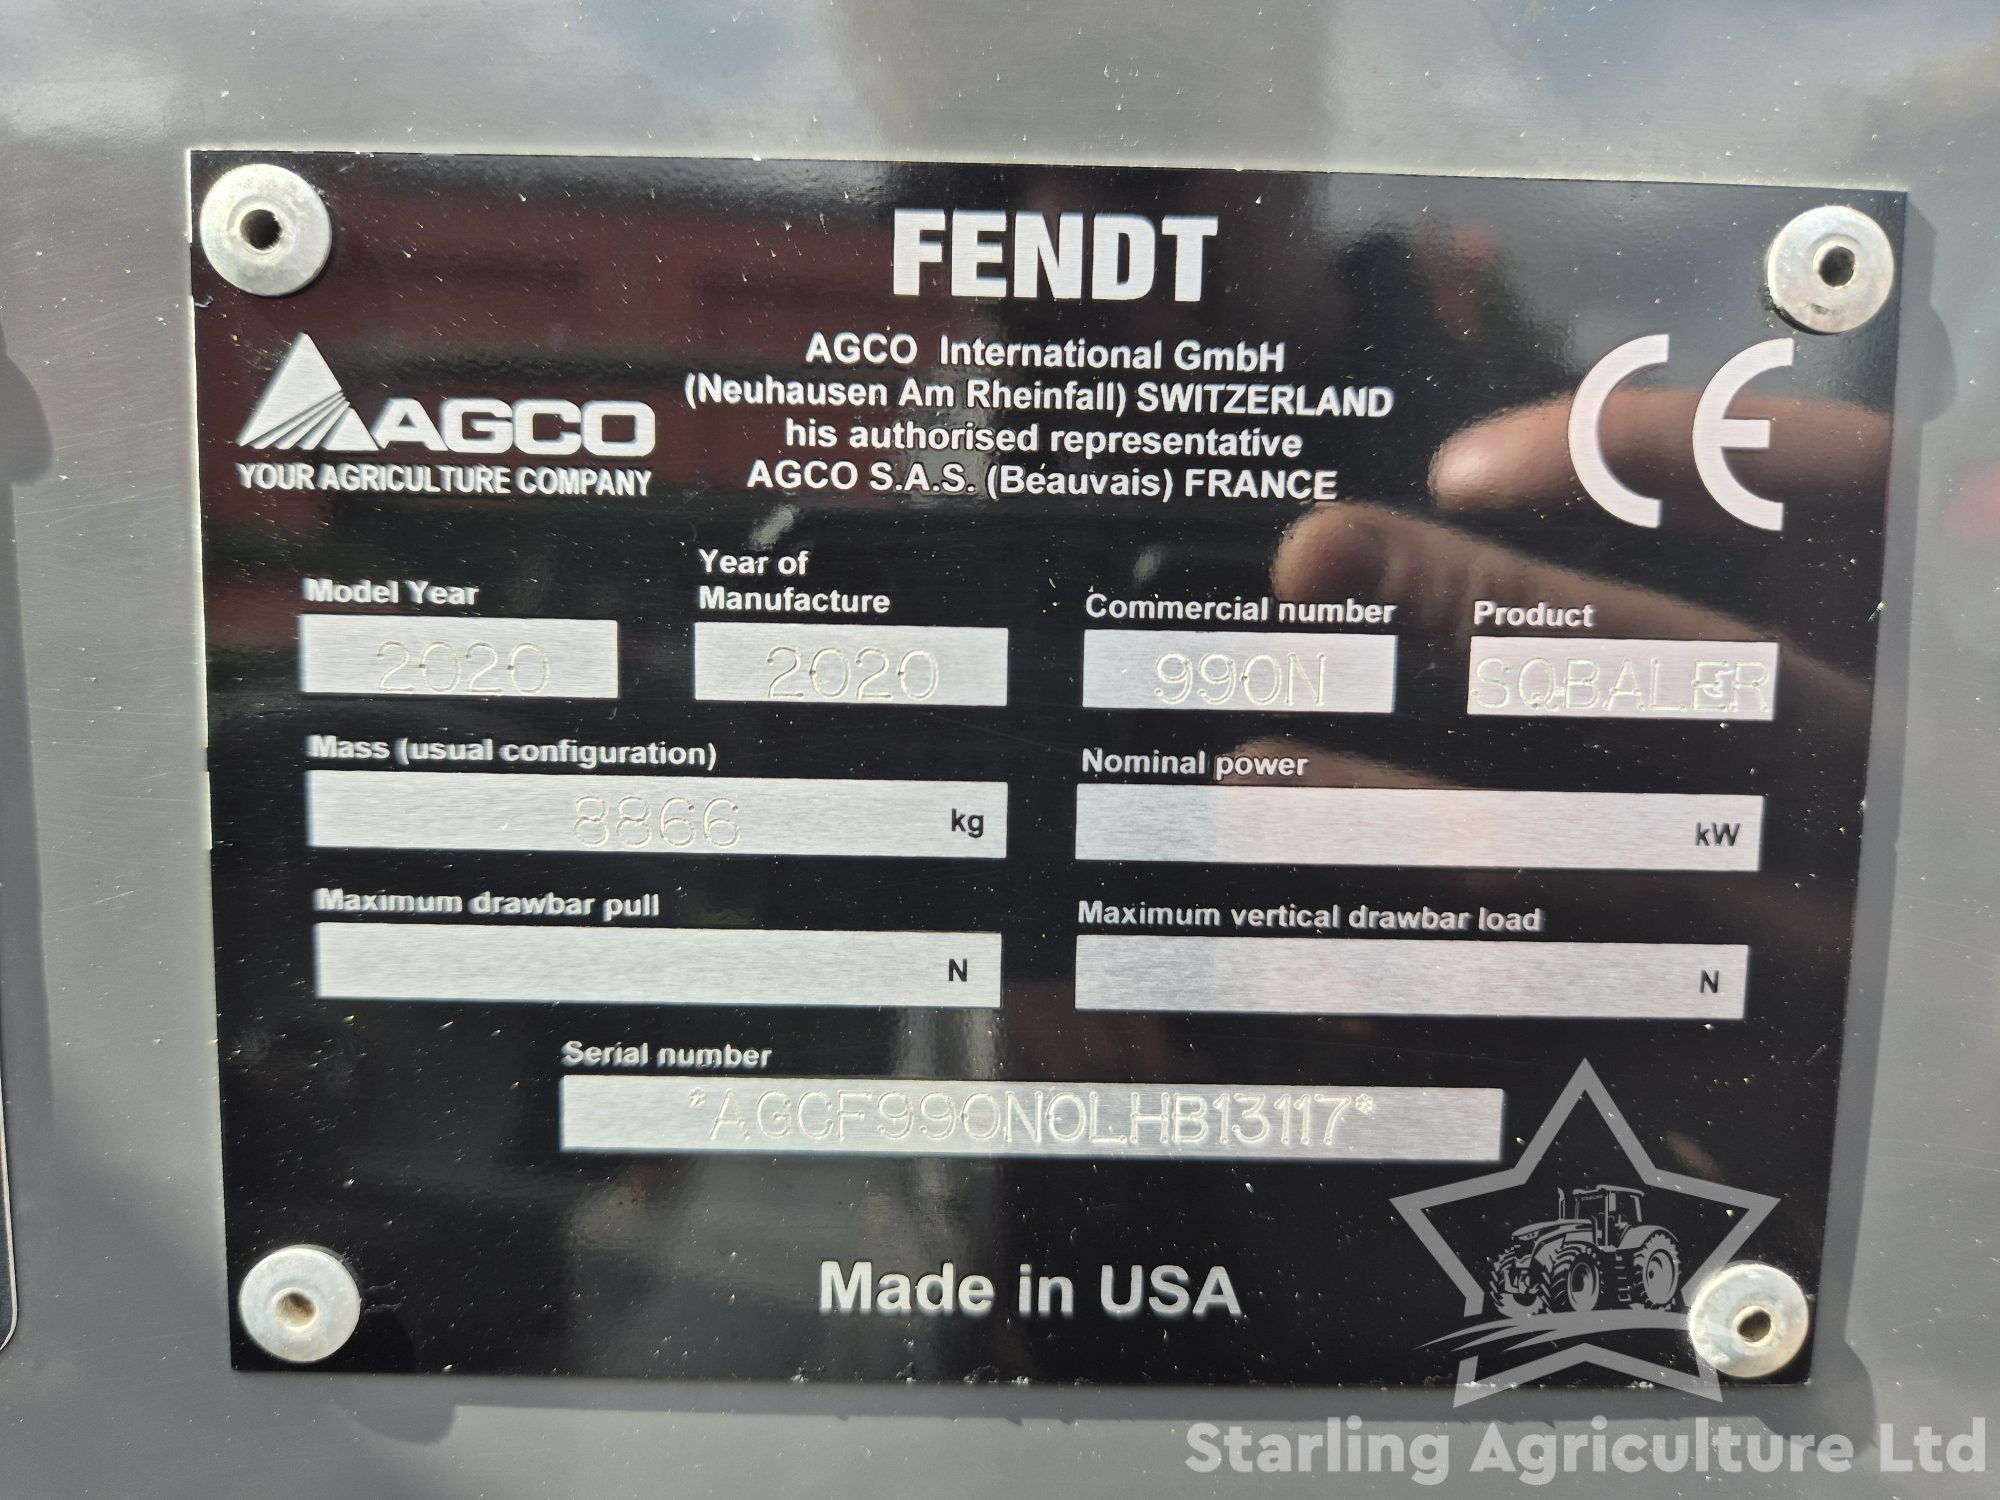 FENDT
AGCO International GmbH
(Neuhausen Am Rheinfall) SWITZERLAND
his authorised representative
AGCO S.A.S. (Beauvais) FRANCE
AGCO
YOUR AGRICULTURE COMPANY
CE
Model Year
2020
Year of
Manufacture
2020
Commercial number
990N
Product
SQBALER
Mass (usual configuration)
8866 kg
Nominal power
kW
Maximum drawbar pull
N
Maximum vertical drawbar load
N
Serial number
*AGCF990NOLHB13117*
Made in USA
Starling Agriculture Ltd